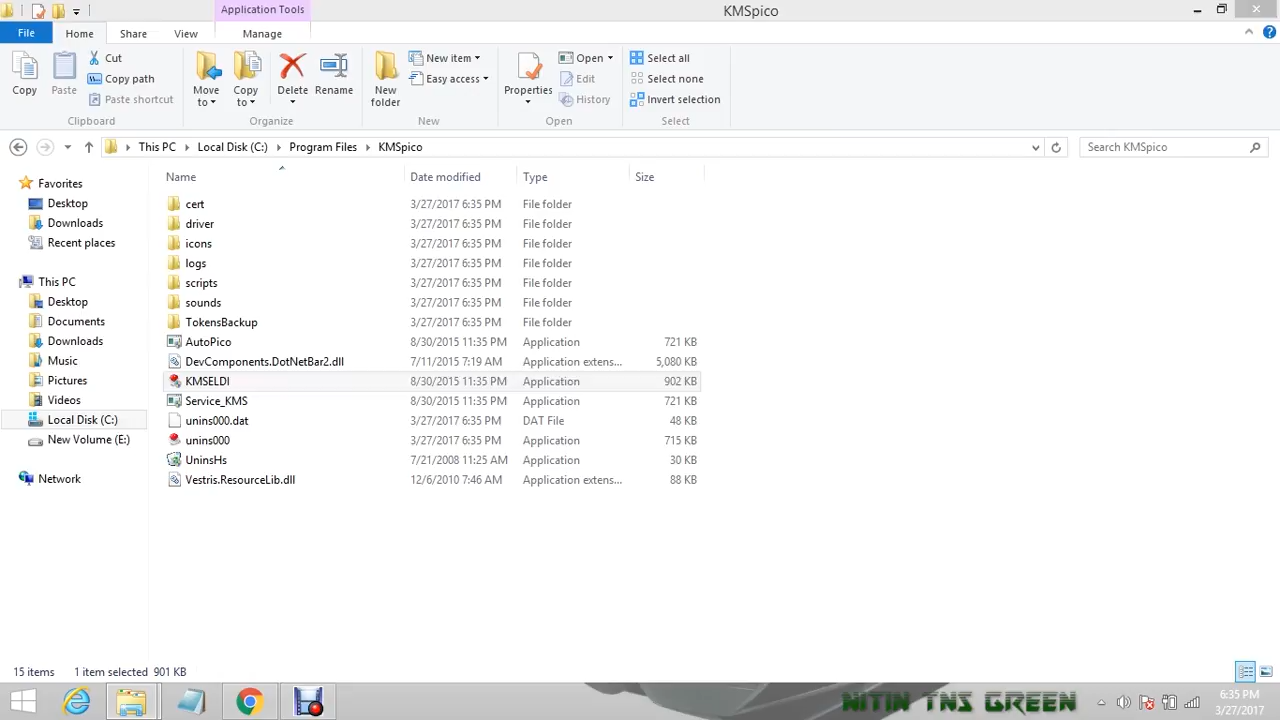 Application Tools
KMSpico
File
Home
Share
View
Manage
Copy
Paste
Cut
Copy path
Paste shortcut
Clipboard
Move to
Copy to
Delete
Rename
Organize
New folder
New item
Easy access
New
Properties
Open
Edit
History
Open
Select all
Select none
Invert selection
Select
This PC
Local Disk (C:)
Program Files
KMSpico
Search KMSpico
Name Date modified Type Size
Favorites
Desktop
Downloads
Recent places
This PC
Desktop
Documents
Downloads
Music
Pictures
Videos
Local Disk (C:)
New Volume (E:)
Network
cert 3/27/2017 6:35 PM File folder
driver 3/27/2017 6:35 PM File folder
icons 3/27/2017 6:35 PM File folder
logs 3/27/2017 6:35 PM File folder
scripts 3/27/2017 6:35 PM File folder
sounds 3/27/2017 6:35 PM File folder
TokensBackup 3/27/2017 6:35 PM File folder
AutoPico 8/30/2015 11:35 PM Application 721 KB
DevComponents.DotNetBar2.dll 7/11/2015 7:19 AM Application extens... 5,080 KB
KMSELDI 8/30/2015 11:35 PM Application 902 KB
Service_KMS 8/30/2015 11:35 PM Application 721 KB
unins000.dat 3/27/2017 6:35 PM DAT File 48 KB
unins000 3/27/2017 6:35 PM Application 715 KB
UninsHs 7/21/2008 11:25 AM Application 30 KB
Vestris.ResourceLib.dll 12/6/2010 7:46 AM Application extens... 88 KB
15 items 1 item selected 901 KB
NITIN TNS GREEN
6:35 PM
3/27/2017